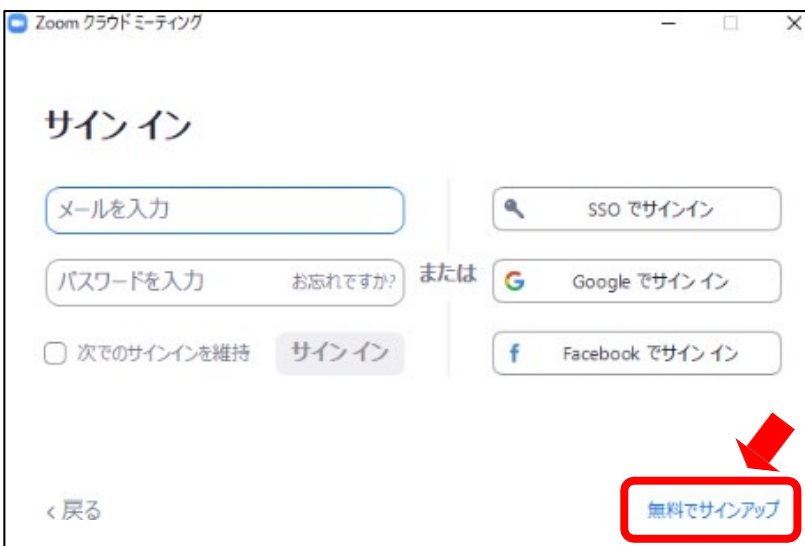 Zoom クラウド ミーティング
サイン イン
メールを入力
パスワードを入力 お忘れですか?
次でのサインインを維持 サイン イン
または
SSO でサインイン
Google でサイン イン
Facebook でサイン イン
< 戻る
無料でサインアップ